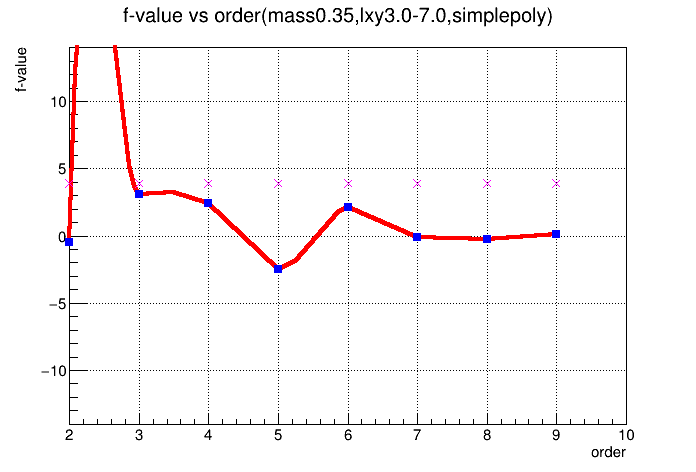 f-value vs order(mass0.35,lxy3.0-7.0,simplepoly)
f-value
10
5
0
−5
−10
2 3 4 5 6 7 8 9 10
order